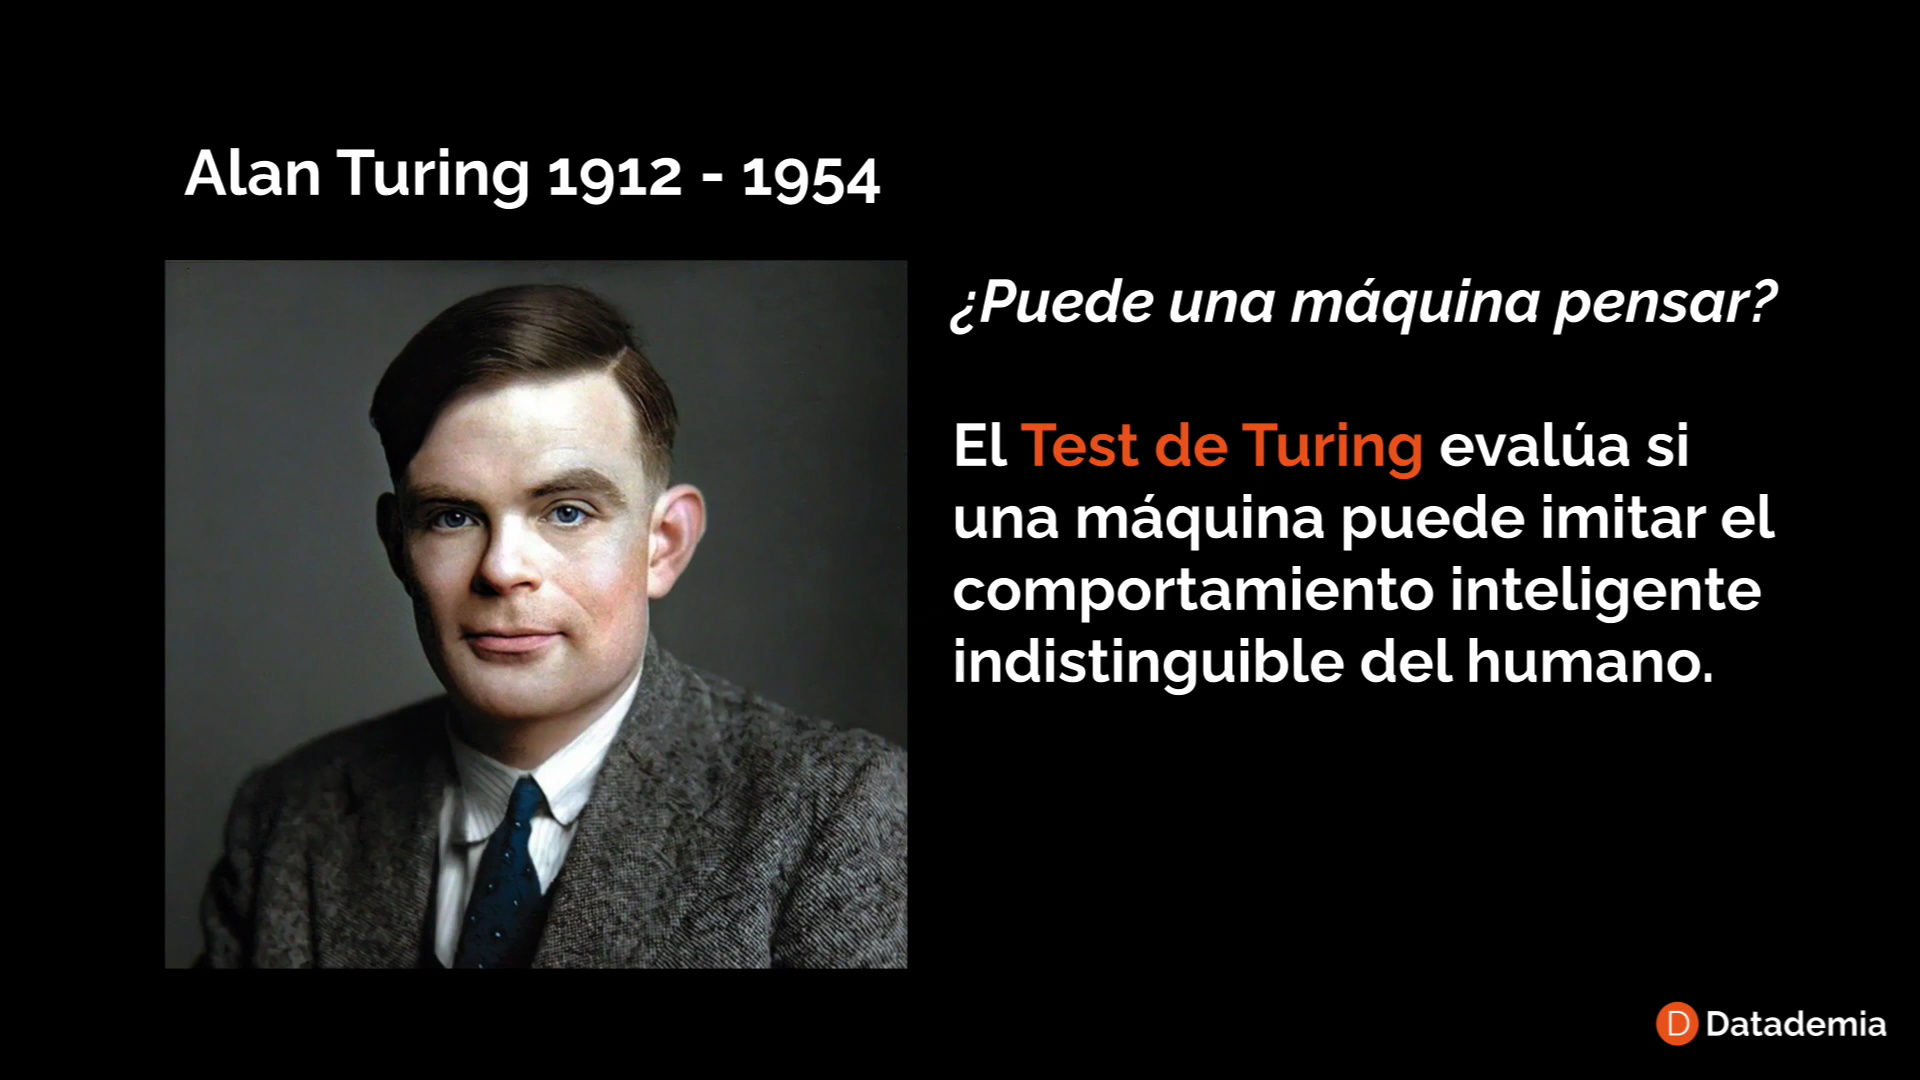 Alan Turing 1912 - 1954
¿Puede una máquina pensar?
El Test de Turing evalúa si
una máquina puede imitar el
comportamiento inteligente
indistinguible del humano.
D Datademia